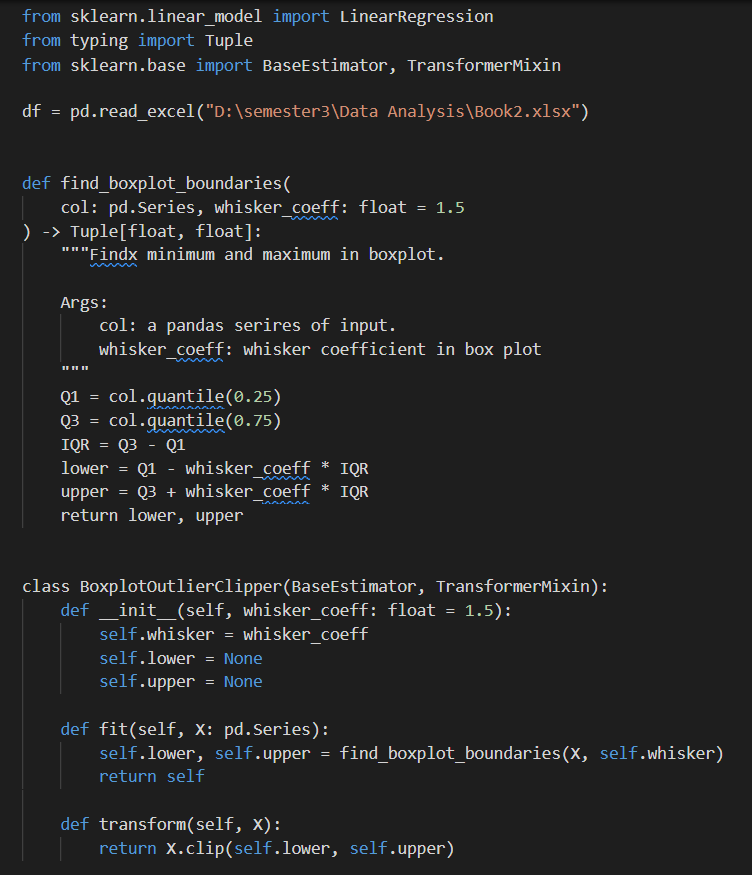 from sklearn.linear_model import LinearRegression
from typing import Tuple
from sklearn.base import BaseEstimator, TransformerMixin

df = pd.read_excel("D:\semester3\Data Analysis\Book2.xlsx")


def find_boxplot_boundaries(
    col: pd.Series, whisker_coeff: float = 1.5
) -> Tuple[float, float]:
    """Findx minimum and maximum in boxplot.

    Args:
        col: a pandas serires of input.
        whisker_coeff: whisker coefficient in box plot
    """
    Q1 = col.quantile(0.25)
    Q3 = col.quantile(0.75)
    IQR = Q3 - Q1
    lower = Q1 - whisker_coeff * IQR
    upper = Q3 + whisker_coeff * IQR
    return lower, upper


class BoxplotOutlierClipper(BaseEstimator, TransformerMixin):
    def __init__(self, whisker_coeff: float = 1.5):
        self.whisker = whisker_coeff
        self.lower = None
        self.upper = None

    def fit(self, X: pd.Series):
        self.lower, self.upper = find_boxplot_boundaries(X, self.whisker)
        return self

    def transform(self, X):
        return X.clip(self.lower, self.upper)